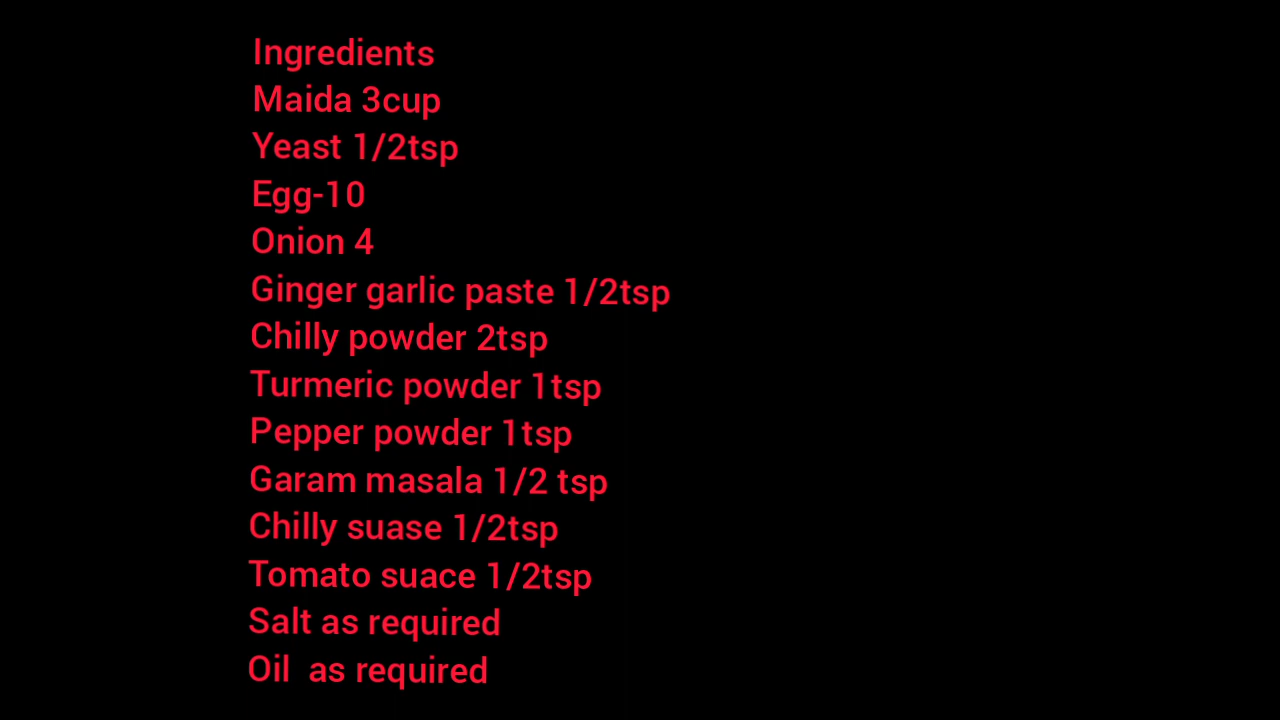 Ingredients
Maida 3cup
Yeast 1/2tsp
Egg-10
Onion 4
Ginger garlic paste 1/2tsp
Chilly powder 2tsp
Turmeric powder 1tsp
Pepper powder 1tsp
Garam masala 1/2 tsp
Chilly suase 1/2tsp
Tomato suace 1/2tsp
Salt as required
Oil  as required